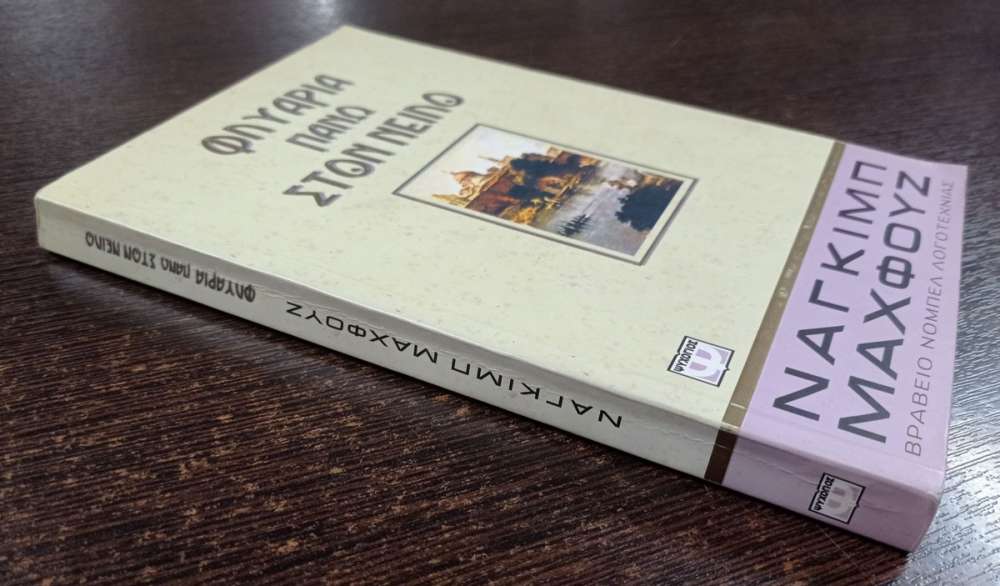 ΦΛΥΑΡΙΑ
ΠΑΝΩ
ΣΤΟΝ ΝΕΙΛΟ
ΨΥΧΟΓΙΟΣ
ΝΑΓΚΙΜΠ
ΜΑΧΦΟΥΖ
ΒΡΑΒΕΙΟ ΝΟΜΠΕΛ ΛΟΓΟΤΕΧΝΙΑΣ
ΨΥΧΟΓΙΟΣ
ΝΑΓΚΙΜΠ ΜΑΧΦΟΥΖ
ΦΛΥΑΡΙΑ ΠΑΝΩ ΣΤΟΝ ΝΕΙΛΟ